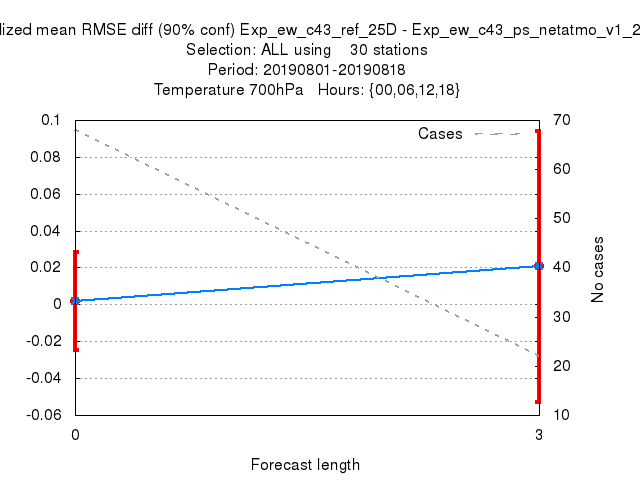 lized mean RMSE diff (90% conf) Exp_ew_c43_ref_25D - Exp_ew_c43_ps_netatmo_v1_2
Selection: ALL using 30 stations
Period: 20190801-20190818
Temperature 700hPa Hours: {00,06,12,18}
Cases
0.1
0.08
0.06
0.04
0.02
0
-0.02
-0.04
-0.06
70
60
50
40
30
20
10
No cases
0
3
Forecast length